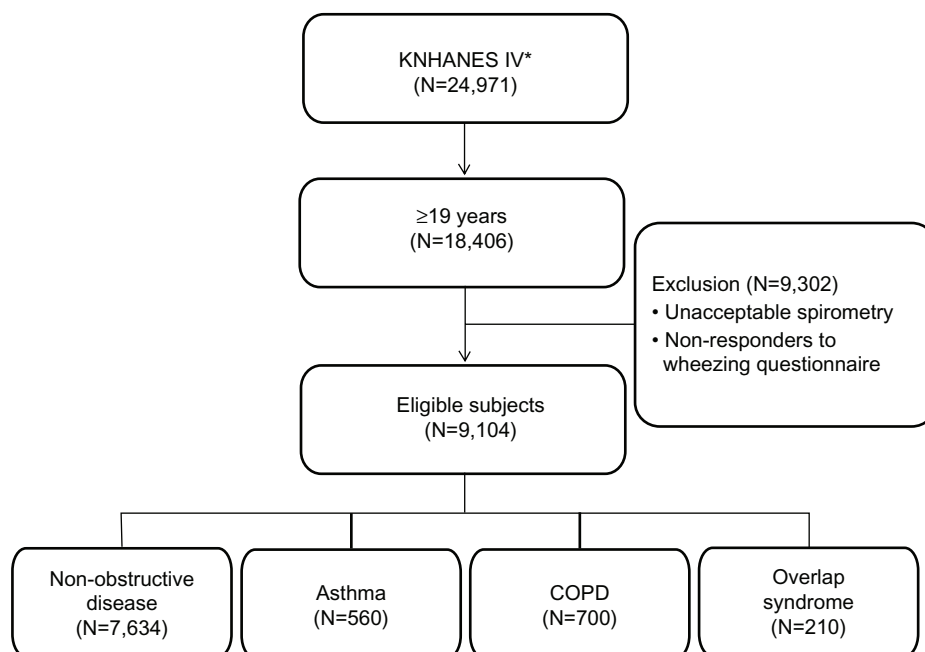 KNHANES IV*
(N=24,971)
≥19 years
(N=18,406)
Exclusion (N=9,302)
• Unacceptable spirometry
• Non-responders to
wheezing questionnaire
Eligible subjects
(N=9,104)
Non-obstructive
disease
(N=7,634)
Asthma
(N=560)
COPD
(N=700)
Overlap
syndrome
(N=210)